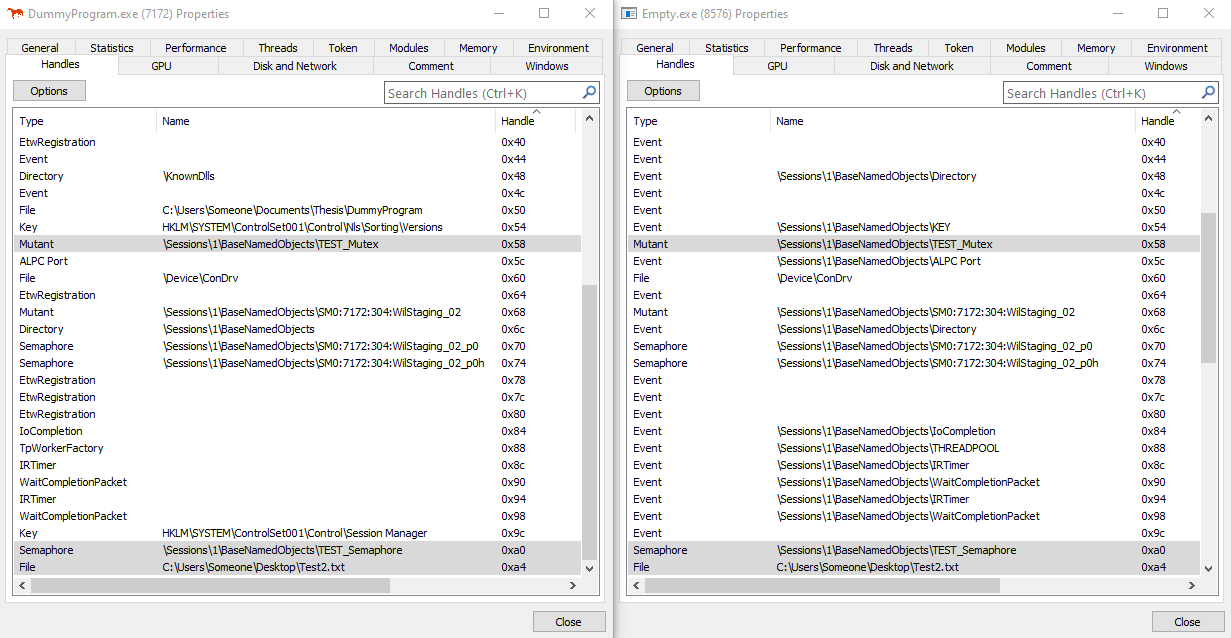 DummyProgram.exe (7172) Properties
General Statistics Performance Threads Token Modules Memory Environment
Handles GPU Disk and Network Comment Windows
Options Search Handles (Ctrl+K)
Type Name Handle
EtwRegistration 0x40
Event 0x44
Directory \KnownDlls 0x48
Event 0x4c
File C:\Users\Someone\Documents\Thesis\DummyProgram 0x50
Key HKLM\SYSTEM\ControlSet001\Control\Nls\Sorting\Versions 0x54
Mutant \Sessions\1\BaseNamedObjects\TEST_Mutex 0x58
ALPC Port 0x5c
File \Device\ConDrv 0x60
EtwRegistration 0x64
Mutant \Sessions\1\BaseNamedObjects\SM0:7172:304:WilStaging_02 0x68
Directory \Sessions\1\BaseNamedObjects 0x6c
Semaphore \Sessions\1\BaseNamedObjects\SM0:7172:304:WilStaging_02_p0 0x70
Semaphore \Sessions\1\BaseNamedObjects\SM0:7172:304:WilStaging_02_p0h 0x74
EtwRegistration 0x78
EtwRegistration 0x7c
EtwRegistration 0x80
IoCompletion 0x84
TpWorkerFactory 0x88
IRTimer 0x8c
WaitCompletionPacket 0x90
IRTimer 0x94
WaitCompletionPacket 0x98
Key HKLM\SYSTEM\ControlSet001\Control\Session Manager 0x9c
Semaphore \Sessions\1\BaseNamedObjects\TEST_Semaphore 0xa0
File C:\Users\Someone\Desktop\Test2.txt 0xa4
Close
Empty.exe (8576) Properties
General Statistics Performance Threads Token Modules Memory Environment
Handles GPU Disk and Network Comment Windows
Options Search Handles (Ctrl+K)
Type Name Handle
Event 0x40
Event 0x44
Event \Sessions\1\BaseNamedObjects\Directory 0x48
Event 0x4c
Event 0x50
Event \Sessions\1\BaseNamedObjects\KEY 0x54
Mutant \Sessions\1\BaseNamedObjects\TEST_Mutex 0x58
Event \Sessions\1\BaseNamedObjects\ALPC Port 0x5c
File \Device\ConDrv 0x60
Event 0x64
Mutant \Sessions\1\BaseNamedObjects\SM0:7172:304:WilStaging_02 0x68
Event \Sessions\1\BaseNamedObjects\Directory 0x6c
Semaphore \Sessions\1\BaseNamedObjects\SM0:7172:304:WilStaging_02_p0 0x70
Semaphore \Sessions\1\BaseNamedObjects\SM0:7172:304:WilStaging_02_p0h 0x74
Event 0x78
Event 0x7c
Event 0x80
Event \Sessions\1\BaseNamedObjects\IoCompletion 0x84
Event \Sessions\1\BaseNamedObjects\THREADPOOL 0x88
Event \Sessions\1\BaseNamedObjects\IRTimer 0x8c
Event \Sessions\1\BaseNamedObjects\WaitCompletionPacket 0x90
Event \Sessions\1\BaseNamedObjects\IRTimer 0x94
Event \Sessions\1\BaseNamedObjects\WaitCompletionPacket 0x98
Event 0x9c
Semaphore \Sessions\1\BaseNamedObjects\TEST_Semaphore 0xa0
File C:\Users\Someone\Desktop\Test2.txt 0xa4
Close